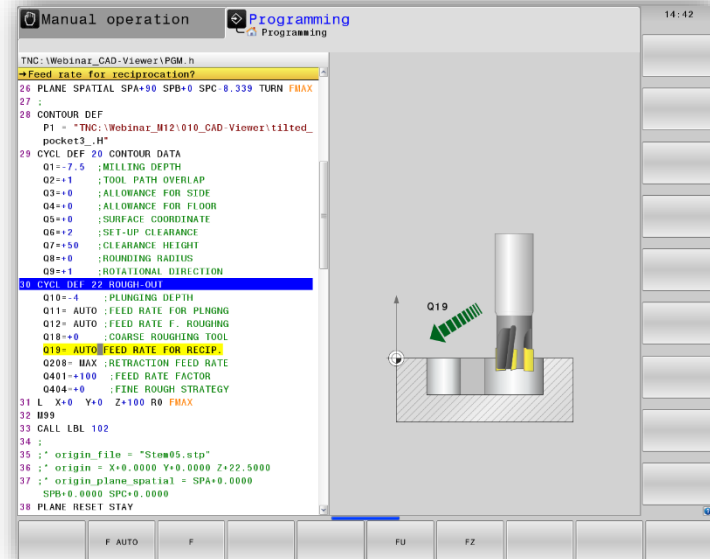 Manual operation
Programming
Programming
14:42
TNC:\Webinar_CAD-Viewer\PGM.h
→Feed rate for reciprocation?
26 PLANE SPATIAL SPA+90 SPB+0 SPC-8.339 TURN FMAX
27 ;
28 CONTOUR DEF
P1 = "TNC:\Webinar_M12\010_CAD-Viewer\tilted_
pocket3_.H"
29 CYCL DEF 20 CONTOUR DATA
Q1=-7.5 ;MILLING DEPTH
Q2=+1 ;TOOL PATH OVERLAP
Q3=+0 ;ALLOWANCE FOR SIDE
Q4=+0 ;ALLOWANCE FOR FLOOR
Q5=+0 ;SURFACE COORDINATE
Q6=+2 ;SET-UP CLEARANCE
Q7=+50 ;CLEARANCE HEIGHT
Q8=+0 ;ROUNDING RADIUS
Q9=+1 ;ROTATIONAL DIRECTION
30 CYCL DEF 22 ROUGH-OUT
Q10=-4 ;PLUNGING DEPTH
Q11= AUTO ;FEED RATE FOR PLNGNG
Q12= AUTO ;FEED RATE F. ROUGHNG
Q18=+0 ;COARSE ROUGHING TOOL
Q19= AUTO FEED RATE FOR RECIP.
Q208= MAX ;RETRACTION FEED RATE
Q401=+100 ;FEED RATE FACTOR
Q404=+0 ;FINE ROUGH STRATEGY
31 L X+0 Y+0 Z+100 R0 FMAX
32 M99
33 CALL LBL 102
34 ;
35 ;* origin_file = "Stem05.stp"
36 ;* origin = X+0.0000 Y+0.0000 Z+22.5000
37 ;* origin_plane_spatial = SPA+0.0000
SPB+0.0000 SPC+0.0000
38 PLANE RESET STAY
Q19
F AUTO
F
FU
FZ